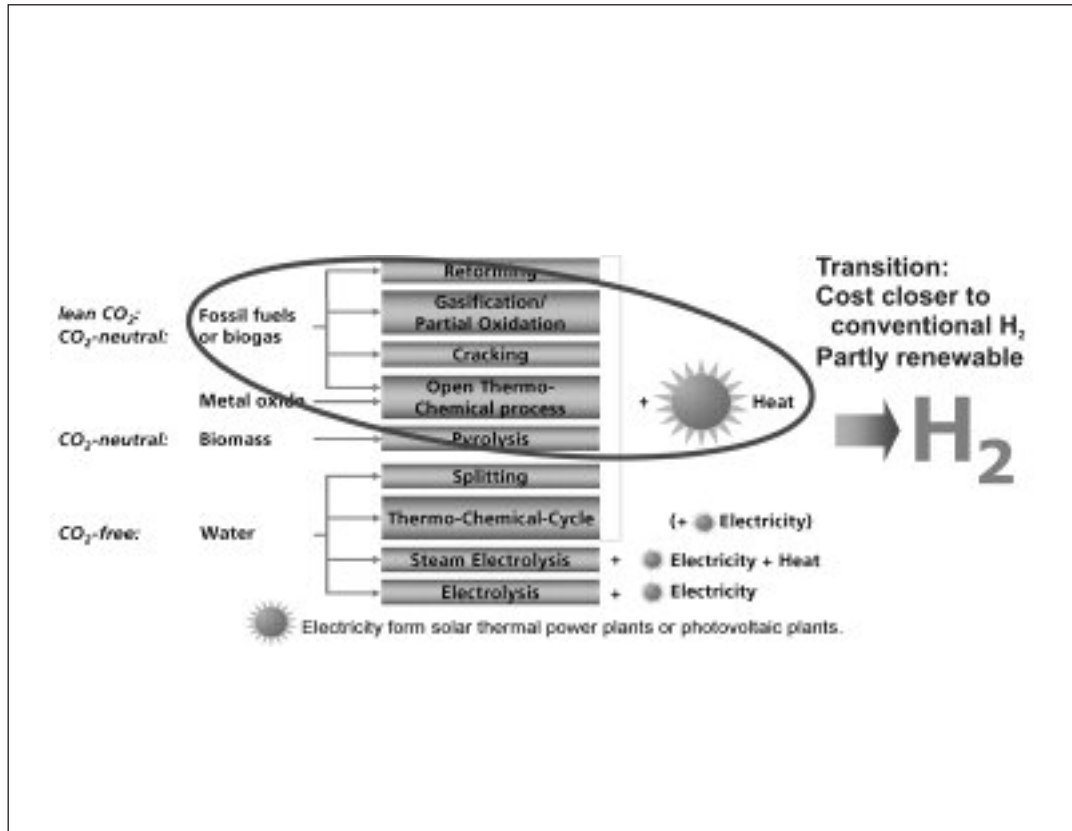 Reforming
lean CO₂-
CO₂-neutral:
Fossil fuels
or biogas
Gasification/
Partial Oxidation
Cracking
Metal oxide
Open Thermo-
Chemical process
CO₂-neutral:
Biomass
Pyrolysis
+
Heat
Transition:
Cost closer to
conventional H₂
Partly renewable
H₂
CO₂-free:
Water
Splitting
Thermo-Chemical-Cycle
(+ Electricity)
Steam Electrolysis
+ Electricity + Heat
Electrolysis
+ Electricity
Electricity form solar thermal power plants or photovoltaic plants.